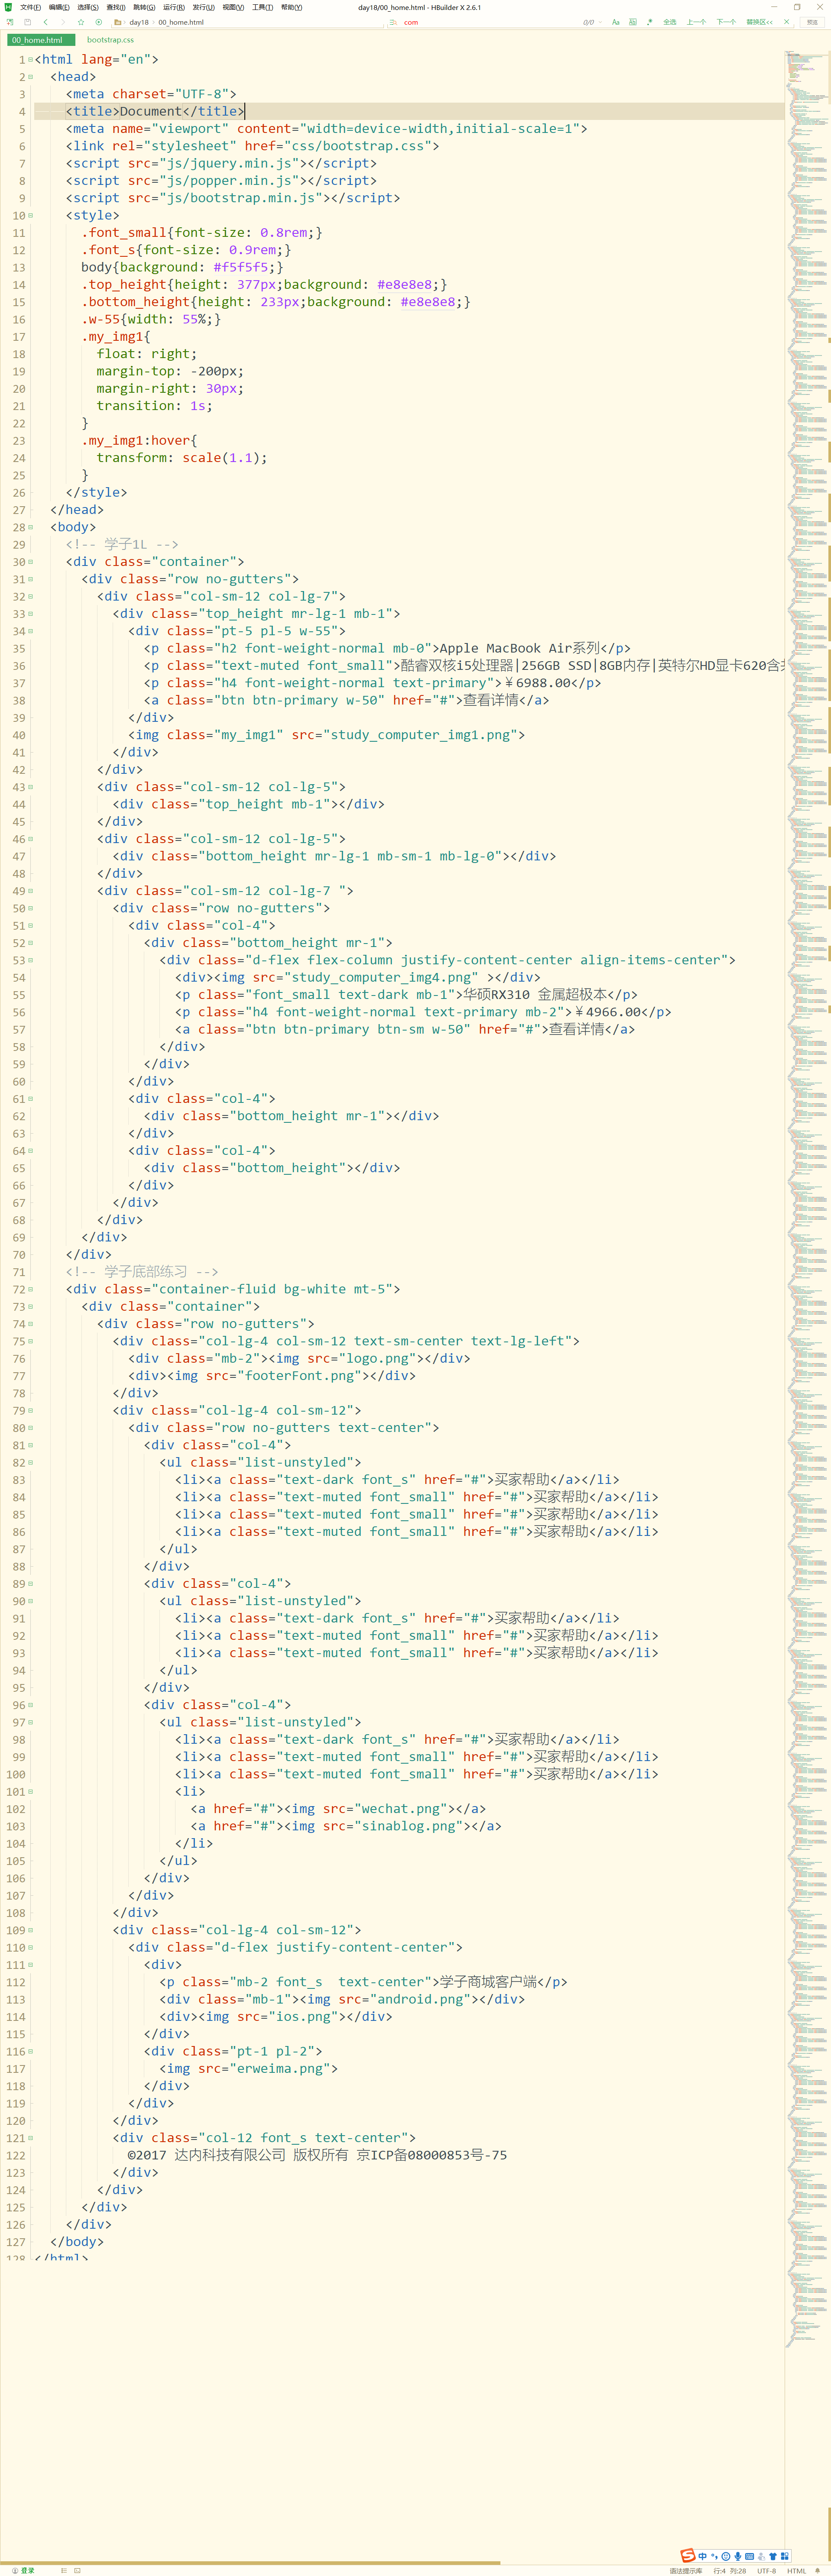 文件(F) 编辑(E) 选择(S) 查找(I) 跳转(G) 运行(R) 发行(U) 视图(V) 工具(T) 帮助(Y) day18/00_home.html - HBuilder X 2.6.1
day18 00_home.html com 0/0 Aa 全选 上一个 下一个 替换区<< 预览
00_home.html bootstrap.css
1 <html lang="en">
2 <head>
3 <meta charset="UTF-8">
4 <title>Document</title>
5 <meta name="viewport" content="width=device-width,initial-scale=1">
6 <link rel="stylesheet" href="css/bootstrap.css">
7 <script src="js/jquery.min.js"></script>
8 <script src="js/popper.min.js"></script>
9 <script src="js/bootstrap.min.js"></script>
10 <style>
11 .font_small{font-size: 0.8rem;}
12 .font_s{font-size: 0.9rem;}
13 body{background: #f5f5f5;}
14 .top_height{height: 377px;background: #e8e8e8;}
15 .bottom_height{height: 233px;background: #e8e8e8;}
16 .w-55{width: 55%;}
17 .my_img1{
18 float: right;
19 margin-top: -200px;
20 margin-right: 30px;
21 transition: 1s;
22 }
23 .my_img1:hover{
24 transform: scale(1.1);
25 }
26 </style>
27 </head>
28 <body>
29 <!-- 学子1L -->
30 <div class="container">
31 <div class="row no-gutters">
32 <div class="col-sm-12 col-lg-7">
33 <div class="top_height mr-lg-1 mb-1">
34 <div class="pt-5 pl-5 w-55">
35 <p class="h2 font-weight-normal mb-0">Apple MacBook Air系列</p>
36 <p class="text-muted font_small">酷睿双核i5处理器|256GB SSD|8GB内存|英特尔HD显卡620含
37 <p class="h4 font-weight-normal text-primary">￥6988.00</p>
38 <a class="btn btn-primary w-50" href="#">查看详情</a>
39 </div>
40 <img class="my_img1" src="study_computer_img1.png">
41 </div>
42 </div>
43 <div class="col-sm-12 col-lg-5">
44 <div class="top_height mb-1"></div>
45 </div>
46 <div class="col-sm-12 col-lg-5">
47 <div class="bottom_height mr-lg-1 mb-sm-1 mb-lg-0"></div>
48 </div>
49 <div class="col-sm-12 col-lg-7 ">
50 <div class="row no-gutters">
51 <div class="col-4">
52 <div class="bottom_height mr-1">
53 <div class="d-flex flex-column justify-content-center align-items-center">
54 <div><img src="study_computer_img4.png" ></div>
55 <p class="font_small text-dark mb-1">华硕RX310 金属超极本</p>
56 <p class="h4 font-weight-normal text-primary mb-2">￥4966.00</p>
57 <a class="btn btn-primary btn-sm w-50" href="#">查看详情</a>
58 </div>
59 </div>
60 </div>
61 <div class="col-4">
62 <div class="bottom_height mr-1"></div>
63 </div>
64 <div class="col-4">
65 <div class="bottom_height"></div>
66 </div>
67 </div>
68 </div>
69 </div>
70 </div>
71 <!-- 学子底部练习 -->
72 <div class="container-fluid bg-white mt-5">
73 <div class="container">
74 <div class="row no-gutters">
75 <div class="col-lg-4 col-sm-12 text-sm-center text-lg-left">
76 <div class="mb-2"><img src="logo.png"></div>
77 <div><img src="footerFont.png"></div>
78 </div>
79 <div class="col-lg-4 col-sm-12">
80 <div class="row no-gutters text-center">
81 <div class="col-4">
82 <ul class="list-unstyled">
83 <li><a class="text-dark font_s" href="#">买家帮助</a></li>
84 <li><a class="text-muted font_small" href="#">买家帮助</a></li>
85 <li><a class="text-muted font_small" href="#">买家帮助</a></li>
86 <li><a class="text-muted font_small" href="#">买家帮助</a></li>
87 </ul>
88 </div>
89 <div class="col-4">
90 <ul class="list-unstyled">
91 <li><a class="text-dark font_s" href="#">买家帮助</a></li>
92 <li><a class="text-muted font_small" href="#">买家帮助</a></li>
93 <li><a class="text-muted font_small" href="#">买家帮助</a></li>
94 </ul>
95 </div>
96 <div class="col-4">
97 <ul class="list-unstyled">
98 <li><a class="text-dark font_s" href="#">买家帮助</a></li>
99 <li><a class="text-muted font_small" href="#">买家帮助</a></li>
100 <li><a class="text-muted font_small" href="#">买家帮助</a></li>
101 <li>
102 <a href="#"><img src="wechat.png"></a>
103 <a href="#"><img src="sinablog.png"></a>
104 </li>
105 </ul>
106 </div>
107 </div>
108 </div>
109 <div class="col-lg-4 col-sm-12">
110 <div class="d-flex justify-content-center">
111 <div>
112 <p class="mb-2 font_s  text-center">学子商城客户端</p>
113 <div class="mb-1"><img src="android.png"></div>
114 <div><img src="ios.png"></div>
115 </div>
116 <div class="pt-1 pl-2">
117 <img src="erweima.png">
118 </div>
119 </div>
120 </div>
121 <div class="col-12 font_s text-center">
122 ©2017 达内科技有限公司 版权所有 京ICP备08000853号-75
123 </div>
124 </div>
125 </div>
126 </div>
127 </body>
128 </html>
中
登录 语法提示库 行:4 列:28 UTF-8 HTML